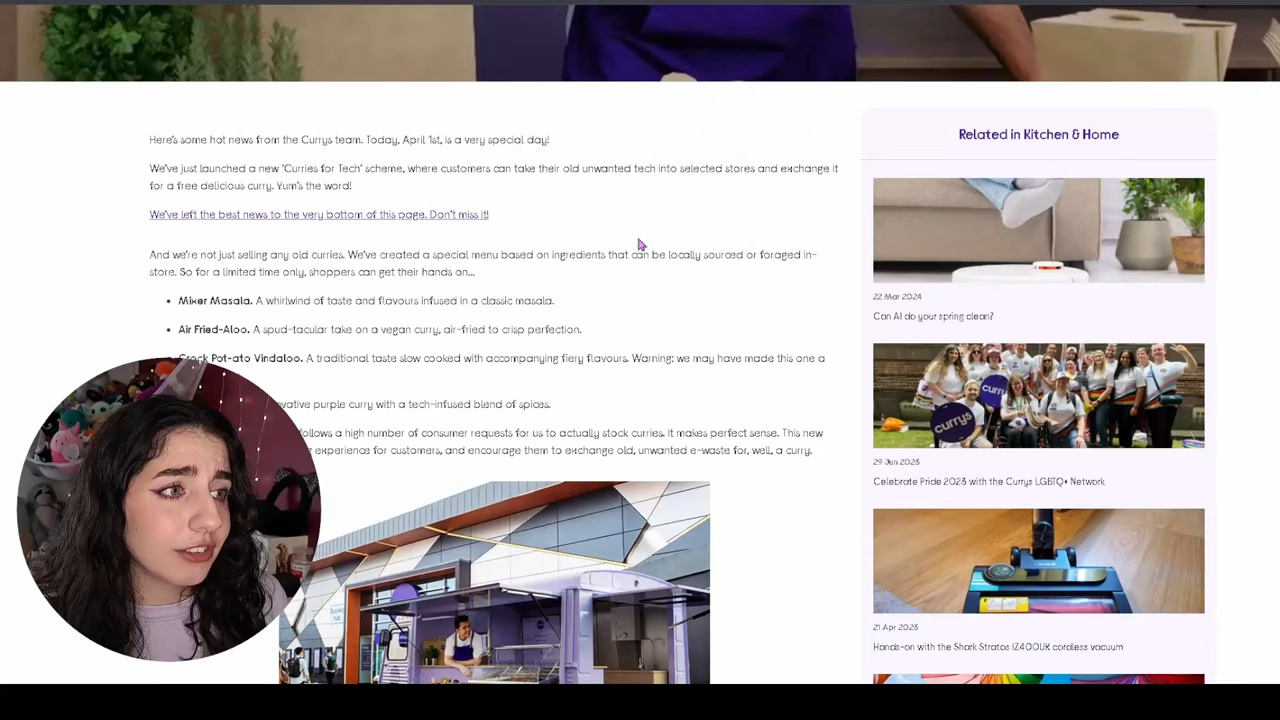 Here's some hot news from the Currys team. Today, April 1st, is a very special day!
We've just launched a new 'Curries for Tech' scheme, where customers can take their old unwanted tech into selected stores and exchange it
for a free delicious curry. Yum's the word!
We've left the best news to the very bottom of this page. Don't miss it!
And we're not just selling any old curries. We've created a special menu based on ingredients that can be locally sourced or foraged in-
store. So for a limited time only, shoppers can get their hands on...
• Mixer Masala. A whirlwind of taste and flavours infused in a classic masala.
• Air Fried-Aloo. A spud-tacular take on a vegan curry, air-fried to crisp perfection.
Crock Pot-ato Vindaloo. A traditional taste slow cooked with accompanying fiery flavours. Warning: we may have made this one a
purple curry with a tech-infused blend of spices.
follows a high number of consumer requests for us to actually stock curries. It makes perfect sense. This new
experience for customers, and encourage them to exchange old, unwanted e-waste for, well, a curry.
Related in Kitchen & Home
22 Mar 2024
Can AI do your spring clean?
currys
currys
29 Jun 2023
Celebrate Pride 2023 with the Currys LGBTQ+ Network
21 Apr 2023
Hands-on with the Shark Stratos IZ400UK cordless vacuum